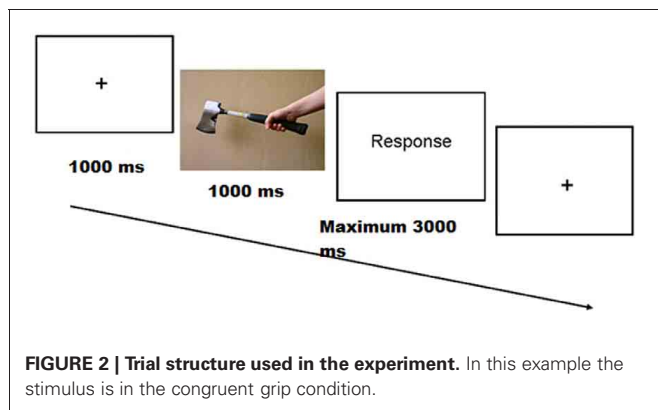 +
1000 ms
1000 ms
Response
Maximum 3000
ms
+
FIGURE 2 | Trial structure used in the experiment. In this example the
stimulus is in the congruent grip condition.